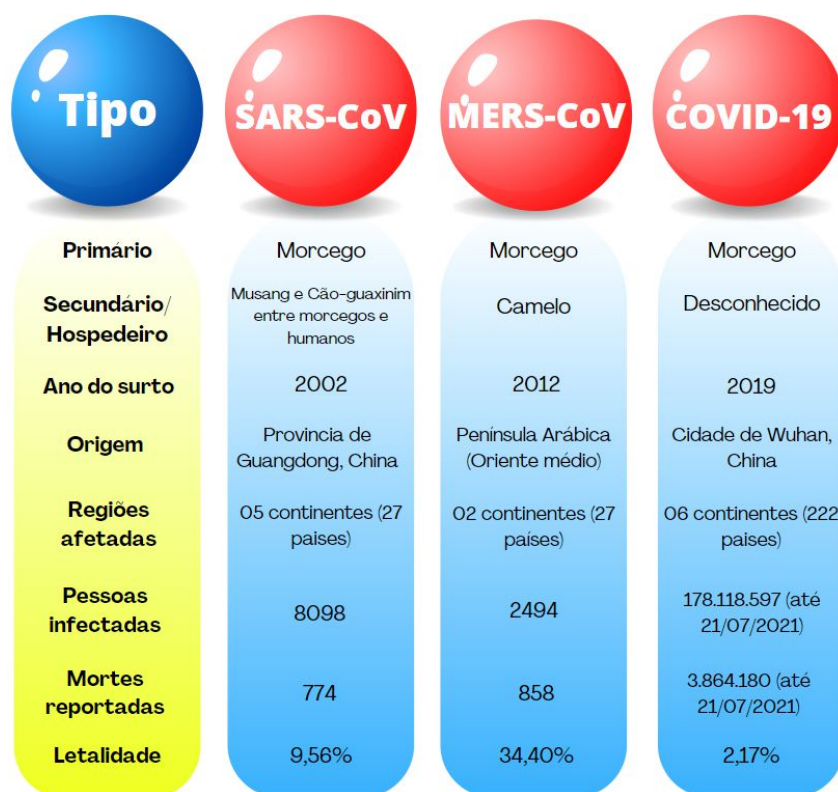 Tipo SARS-CoV MERS-CoV COVID-19
Primário Morcego Morcego Morcego
Secundário/
Hospedeiro
Musang e Cão-guaxinim
entre morcegos e
humanos
Camelo
Desconhecido
Ano do surto 2002 2012 2019
Origem
Provincia de
Guangdong, China
Península Arábica
(Oriente médio)
Cidade de Wuhan,
China
Regiões
afetadas
05 continentes (27
paises)
02 continentes (27
países)
06 continentes (222
paises)
Pessoas
infectadas
8098
2494
178.118.597 (até
21/07/2021)
Mortes
reportadas
774
858
3.864.180 (até
21/07/2021)
Letalidade 9,56% 34,40% 2,17%